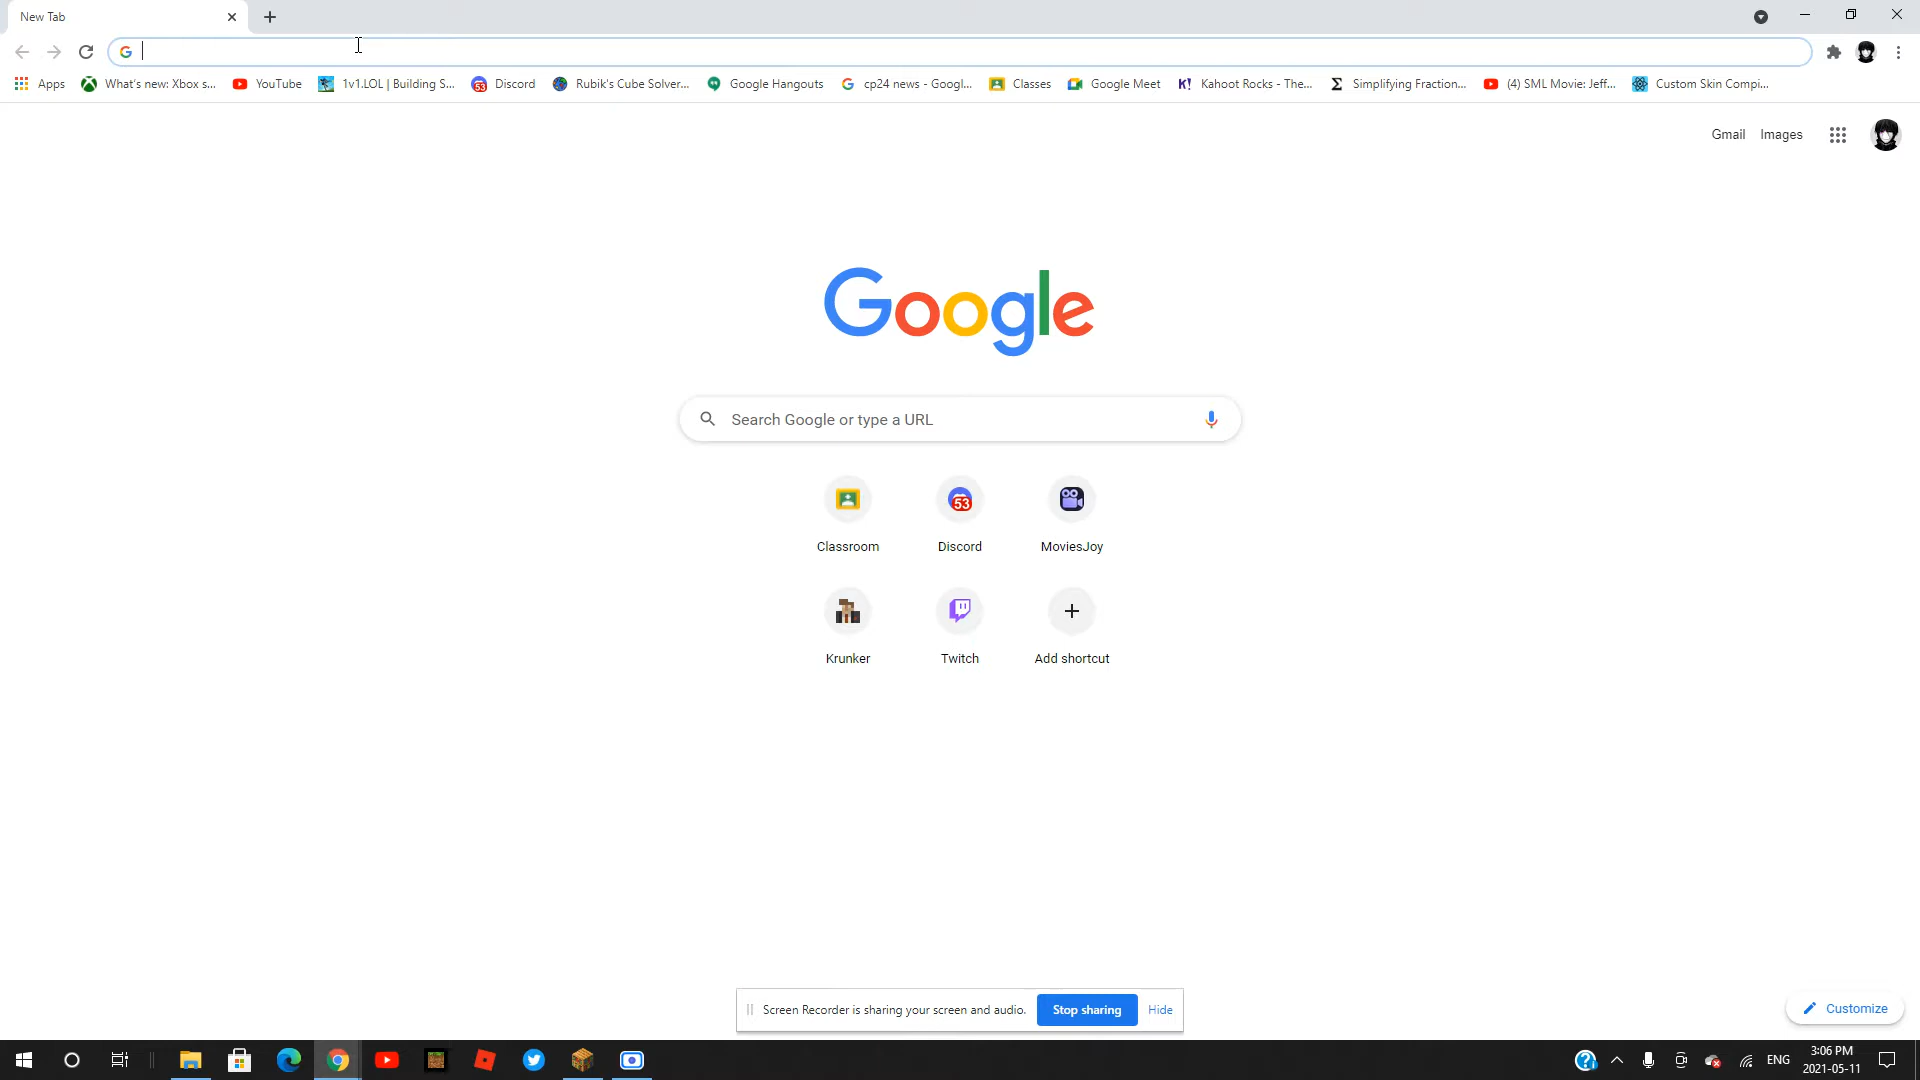 New Tab
Apps What's new: Xbox s... YouTube 1v1.LOL | Building S... 53 Discord Rubik's Cube Solver... Google Hangouts cp24 news - Googl... Classes Google Meet K! Kahoot Rocks - The... Σ Simplifying Fraction... (4) SML Movie: Jeff... Custom Skin Compi...
Gmail Images
Google
Search Google or type a URL
53
Classroom Discord MoviesJoy
Krunker Twitch Add shortcut
Screen Recorder is sharing your screen and audio. Stop sharing Hide
Customize
ENG 3:06 PM
2021-05-11